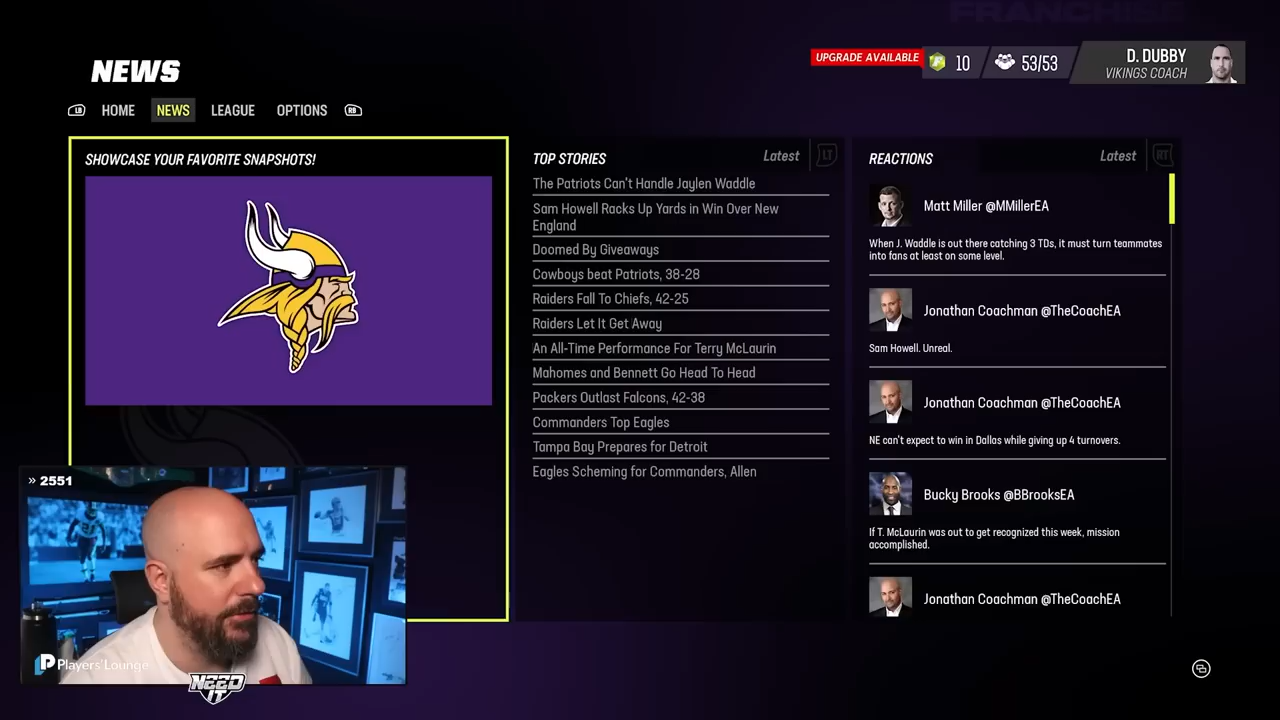 FRANCHISE
NEWS
UPGRADE AVAILABLE
10
53/53
D. DUBBY
VIKINGS COACH
LB
HOME
NEWS
LEAGUE
OPTIONS
RB
SHOWCASE YOUR FAVORITE SNAPSHOTS!
TOP STORIES
Latest
LT
The Patriots Can't Handle Jaylen Waddle
Sam Howell Racks Up Yards in Win Over New
England
Doomed By Giveaways
Cowboys beat Patriots, 38-28
Raiders Fall To Chiefs, 42-25
Raiders Let It Get Away
An All-Time Performance For Terry McLaurin
Mahomes and Bennett Go Head To Head
Packers Outlast Falcons, 42-38
Commanders Top Eagles
Tampa Bay Prepares for Detroit
Eagles Scheming for Commanders, Allen
REACTIONS
Latest
RT
Matt Miller @MMillerEA
When J. Waddle is out there catching 3 TDs, it must turn teammates
into fans at least on some level.
Jonathan Coachman @TheCoachEA
Sam Howell. Unreal.
Jonathan Coachman @TheCoachEA
NE can't expect to win in Dallas while giving up 4 turnovers.
Bucky Brooks @BBrooksEA
If T. McLaurin was out to get recognized this week, mission
accomplished.
Jonathan Coachman @TheCoachEA
» 2551
Players' Lounge
NEED
IT